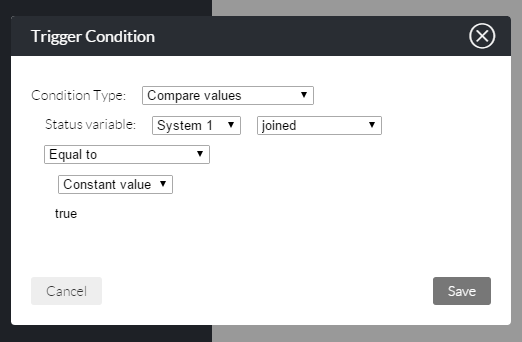 Trigger Condition
Condition Type: Compare values
Status variable: System 1 joined
Equal to
Constant value
true
Cancel Save